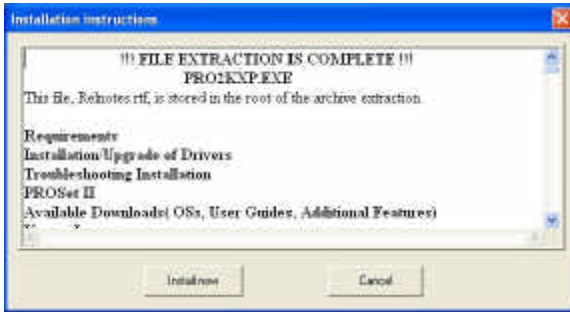 Installation instructions
!!! FILE EXTRACTION IS COMPLETE !!!
PRO2KXP.EXE
This file, Relnotes.rtf, is stored in the root of the archive extraction.
Requirements
Installation/Upgrade of Drivers
Troubleshooting Installation
PROSet II
Available Downloads( OSs, User Guides, Additional Features)
Install now
Cancel